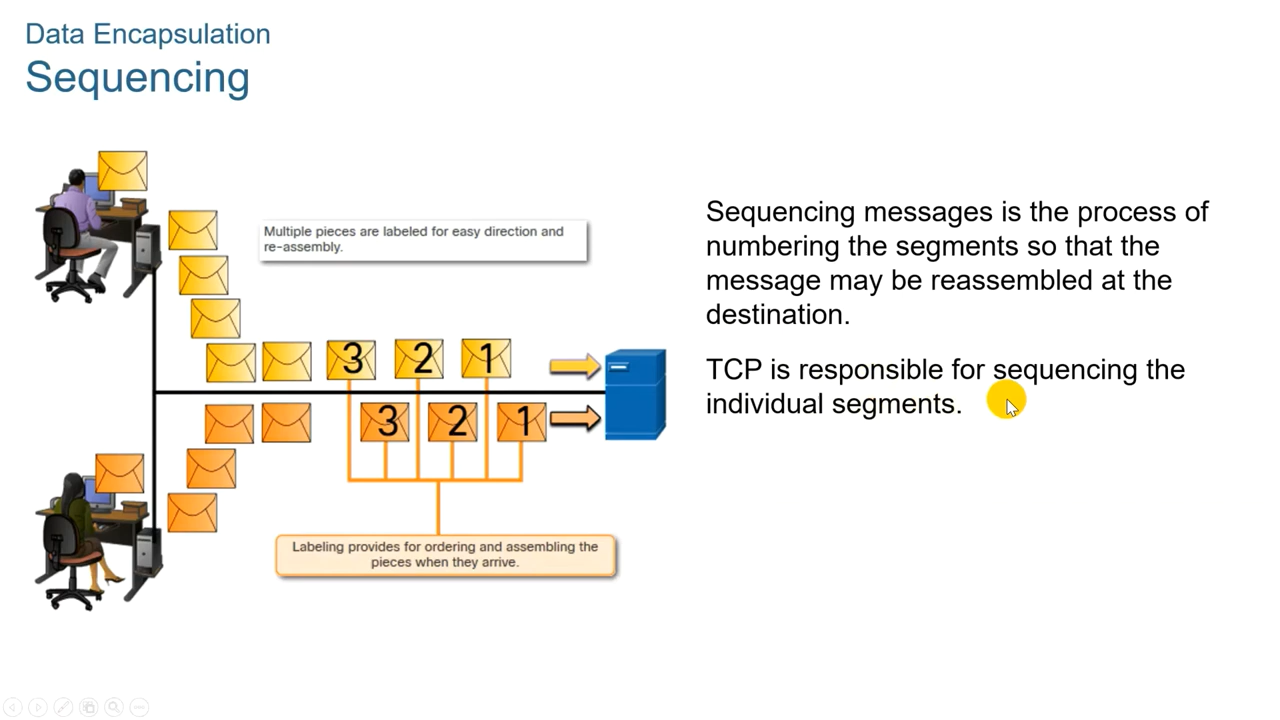 Data Encapsulation
Sequencing
Multiple pieces are labeled for easy direction and
re-assembly.
3 2 1
3 2 1
Labeling provides for ordering and assembling the
pieces when they arrive.
Sequencing messages is the process of
numbering the segments so that the
message may be reassembled at the
destination.
TCP is responsible for sequencing the
individual segments.